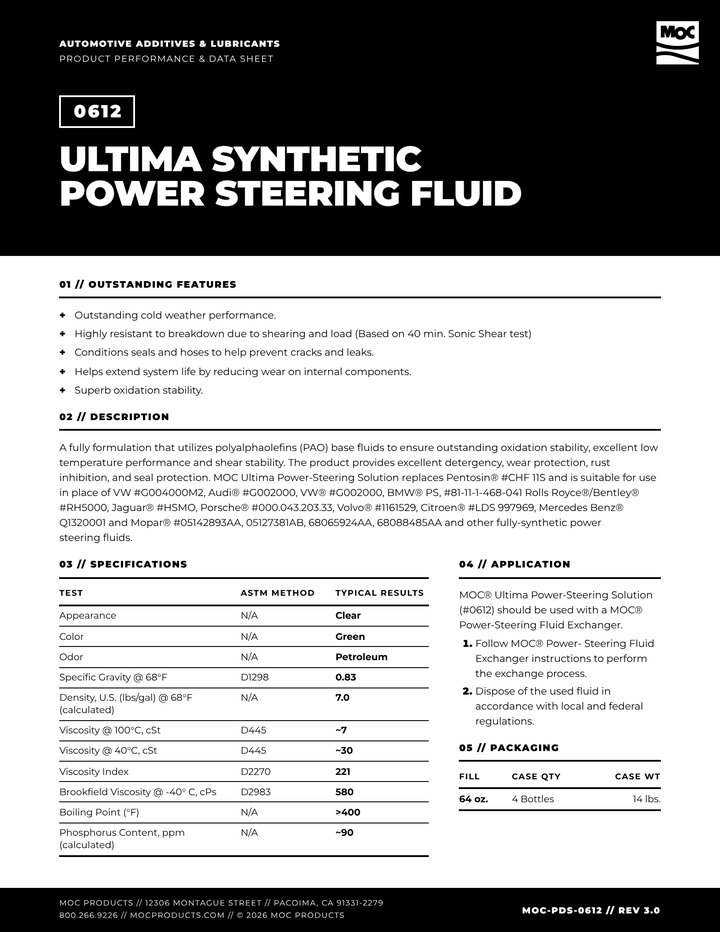 AUTOMOTIVE ADDITIVES & LUBRICANTS
PRODUCT PERFORMANCE & DATA SHEET
MOC
0612
ULTIMA SYNTHETIC
POWER STEERING FLUID
01 // OUTSTANDING FEATURES
+ Outstanding cold weather performance.
+ Highly resistant to breakdown due to shearing and load (Based on 40 min. Sonic Shear test)
+ Conditions seals and hoses to help prevent cracks and leaks.
+ Helps extend system life by reducing wear on internal components.
+ Superb oxidation stability.
02 // DESCRIPTION
A fully formulation that utilizes polyalphaolefins (PAO) base fluids to ensure outstanding oxidation stability, excellent low
temperature performance and shear stability. The product provides excellent detergency, wear protection, rust
inhibition, and seal protection. MOC Ultima Power-Steering Solution replaces Pentosin® #CHF 11S and is suitable for use
in place of VW #G004000M2, Audi® #G002000, VW® #G002000, BMW® PS, #81-11-1-468-041 Rolls Royce®/Bentley®
#RH5000, Jaguar® #HSMO, Porsche® #000.043.203.33, Volvo® #1161529, Citroen® #LDS 997969, Mercedes Benz®
Q1320001 and Mopar® #05142893AA, 05127381AB, 68065924AA, 68088485AA and other fully-synthetic power
steering fluids.
03 // SPECIFICATIONS
TEST ASTM METHOD TYPICAL RESULTS
Appearance N/A Clear
Color N/A Green
Odor N/A Petroleum
Specific Gravity @ 68°F D1298 0.83
Density, U.S. (lbs/gal) @ 68°F N/A 7.0
(calculated)
Viscosity @ 100°C, cSt D445 ~7
Viscosity @ 40°C, cSt D445 ~30
Viscosity Index D2270 221
Brookfield Viscosity @ -40° C, cPs D2983 580
Boiling Point (°F) N/A >400
Phosphorus Content, ppm N/A ~90
(calculated)
04 // APPLICATION
MOC® Ultima Power-Steering Solution
(#0612) should be used with a MOC®
Power-Steering Fluid Exchanger.
1. Follow MOC® Power- Steering Fluid
Exchanger instructions to perform
the exchange process.
2. Dispose of the used fluid in
accordance with local and federal
regulations.
05 // PACKAGING
FILL CASE QTY CASE WT
64 oz. 4 Bottles 14 lbs.
MOC PRODUCTS // 12306 MONTAGUE STREET // PACOIMA, CA 91331-2279
800.266.9226 // MOCPRODUCTS.COM // © 2026 MOC PRODUCTS
MOC-PDS-0612 // REV 3.0